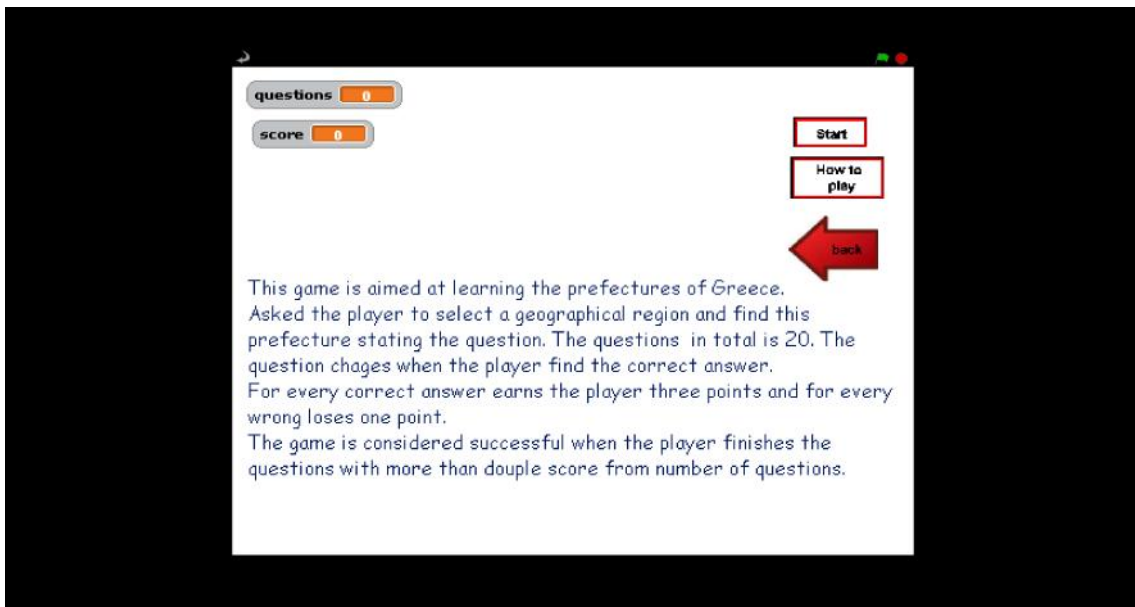 questions 0
score 0
Start
How to
play
back
This game is aimed at learning the prefectures of Greece.
Asked the player to select a geographical region and find this
prefecture stating the question. The questions in total is 20. The
question chages when the player find the correct answer.
For every correct answer earns the player three points and for every
wrong loses one point.
The game is considered successful when the player finishes the
questions with more than douple score from number of questions.